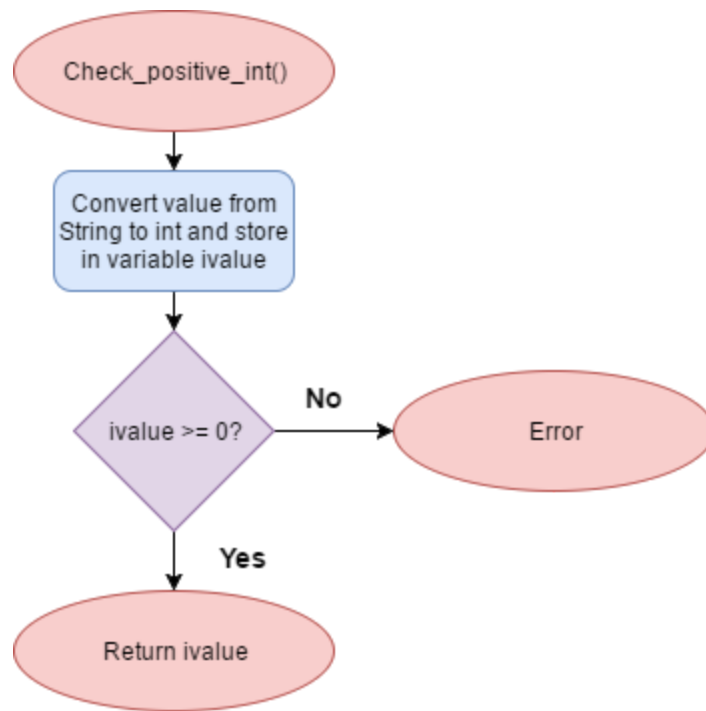 Check_positive_int()
Convert value from
String to int and store
in variable ivalue
ivalue >= 0?
No
Error
Yes
Return ivalue